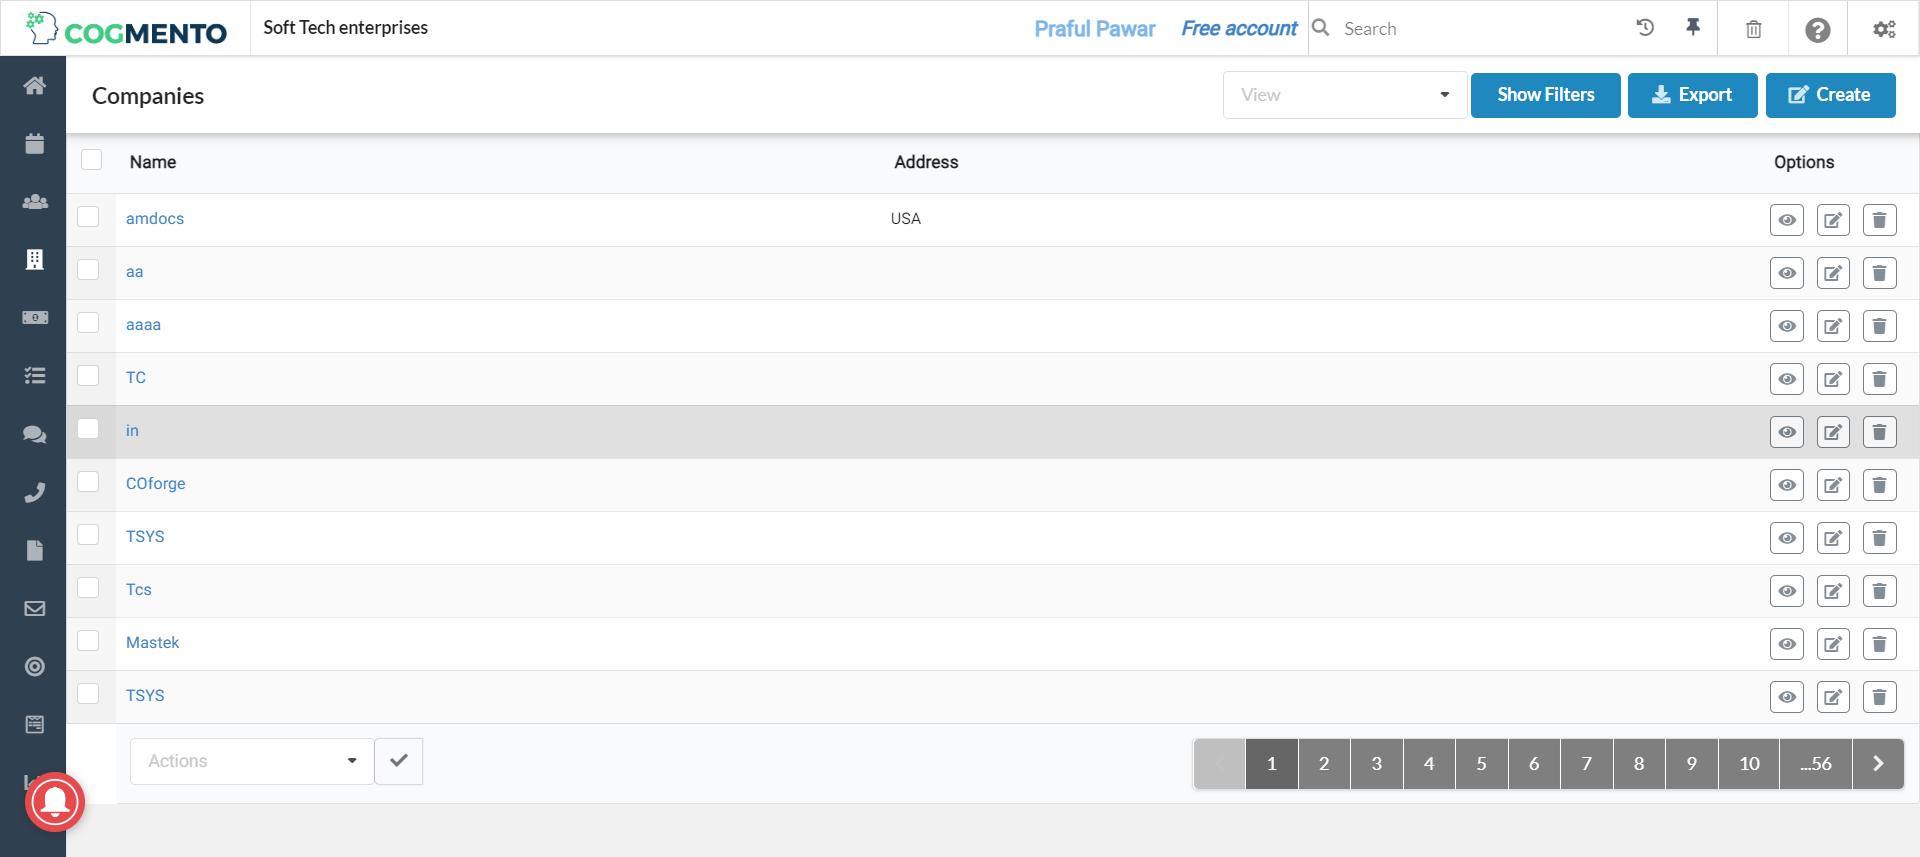 COGMENTO
Soft Tech enterprises
Praful Pawar
Free account
Search
Companies
View
Show Filters
Export
Create
Name
Address
Options
amdocs
USA
aa
aaaa
TC
in
COforge
TSYS
Tcs
Mastek
TSYS
Actions
1
2
3
4
5
6
7
8
9
10
...56